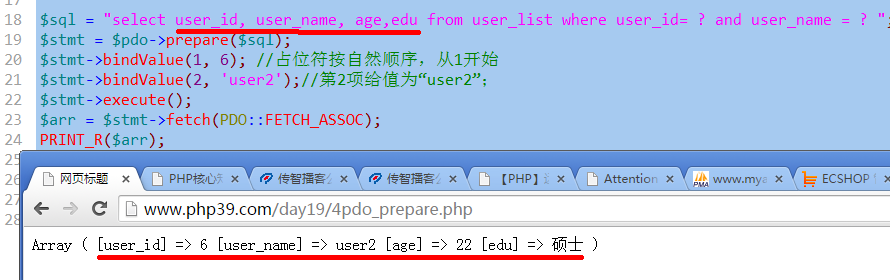 17
18 $sql = "select user_id, user_name, age,edu from user_list where user_id= ? and user_name = ? ";
19 $stmt = $pdo->prepare($sql);
20 $stmt->bindValue(1, 6); //占位符按自然顺序，从1开始
21 $stmt->bindValue(2, 'user2');//第2项给值为“user2”；
22 $stmt->execute();
23 $arr = $stmt->fetch(PDO::FETCH_ASSOC);
24 PRINT_R($arr);
25
26 网页标题 PHP核心 传智播客 传智播客 【PHP】 Attention www.mya ECSHOP
28 www.php39.com/day19/4pdo_prepare.php
Array ( [user_id] => 6 [user_name] => user2 [age] => 22 [edu] => 硕士 )